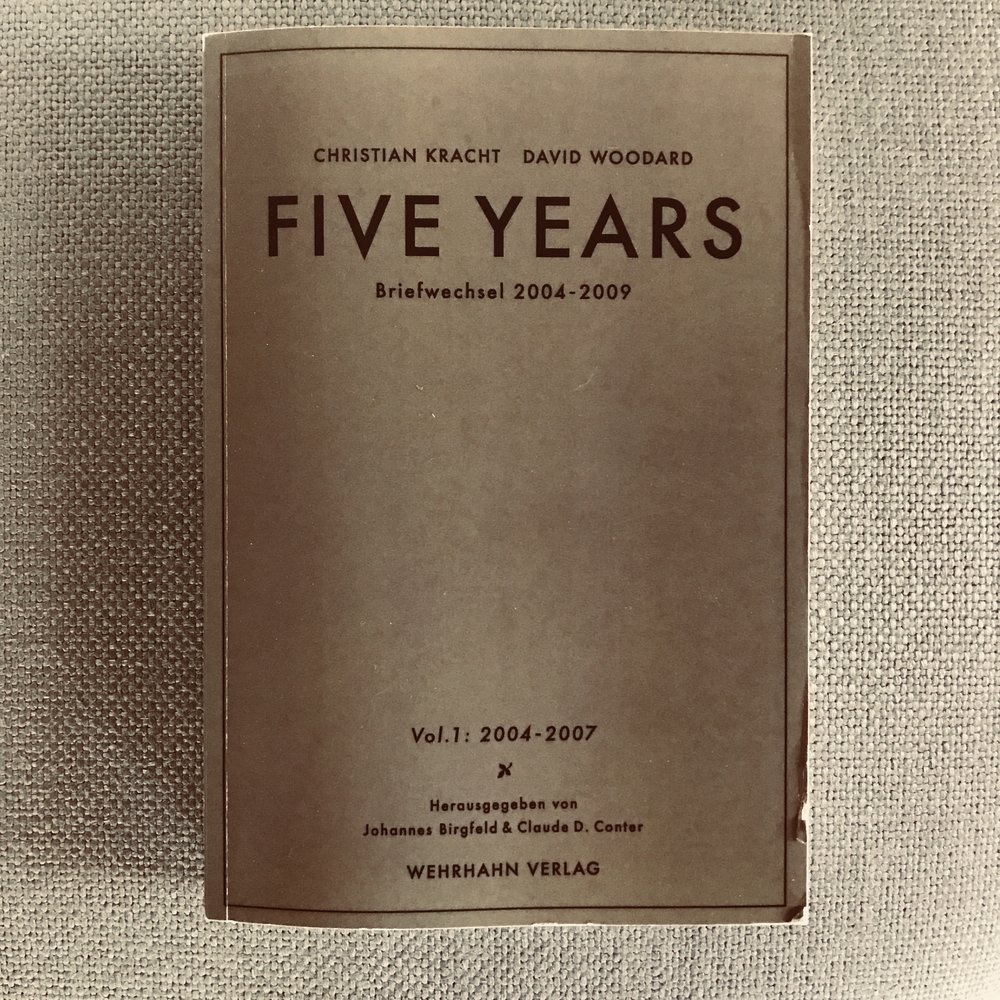 CHRISTIAN KRACHT DAVID WOODARD
FIVE YEARS
Briefwechsel 2004-2009
Vol.1: 2004-2007
Herausgegeben von
Johannes Birgfeld & Claude D. Conter
WEHRHAHN VERLAG